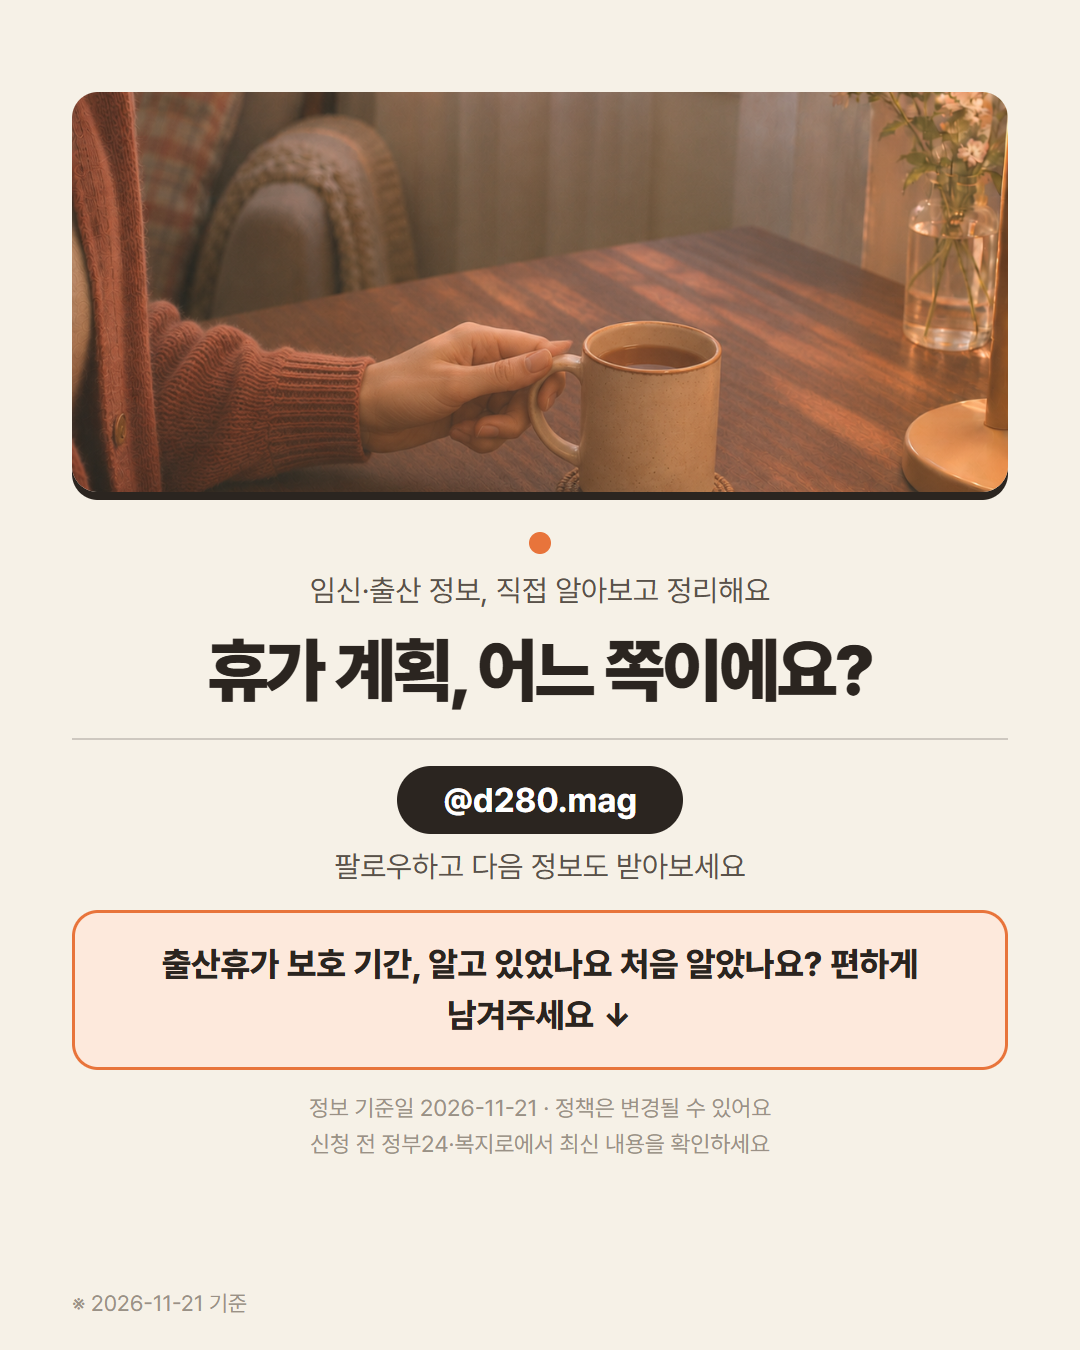 임신·출산 정보, 직접 알아보고 정리해요
휴가 계획, 어느 쪽이에요?
@d280.mag
팔로우하고 다음 정보도 받아보세요
출산휴가 보호 기간, 알고 있었나요 처음 알았나요? 편하게
남겨주세요 ↓
정보 기준일 2026-11-21 · 정책은 변경될 수 있어요
신청 전 정부24·복지로에서 최신 내용을 확인하세요
※ 2026-11-21 기준